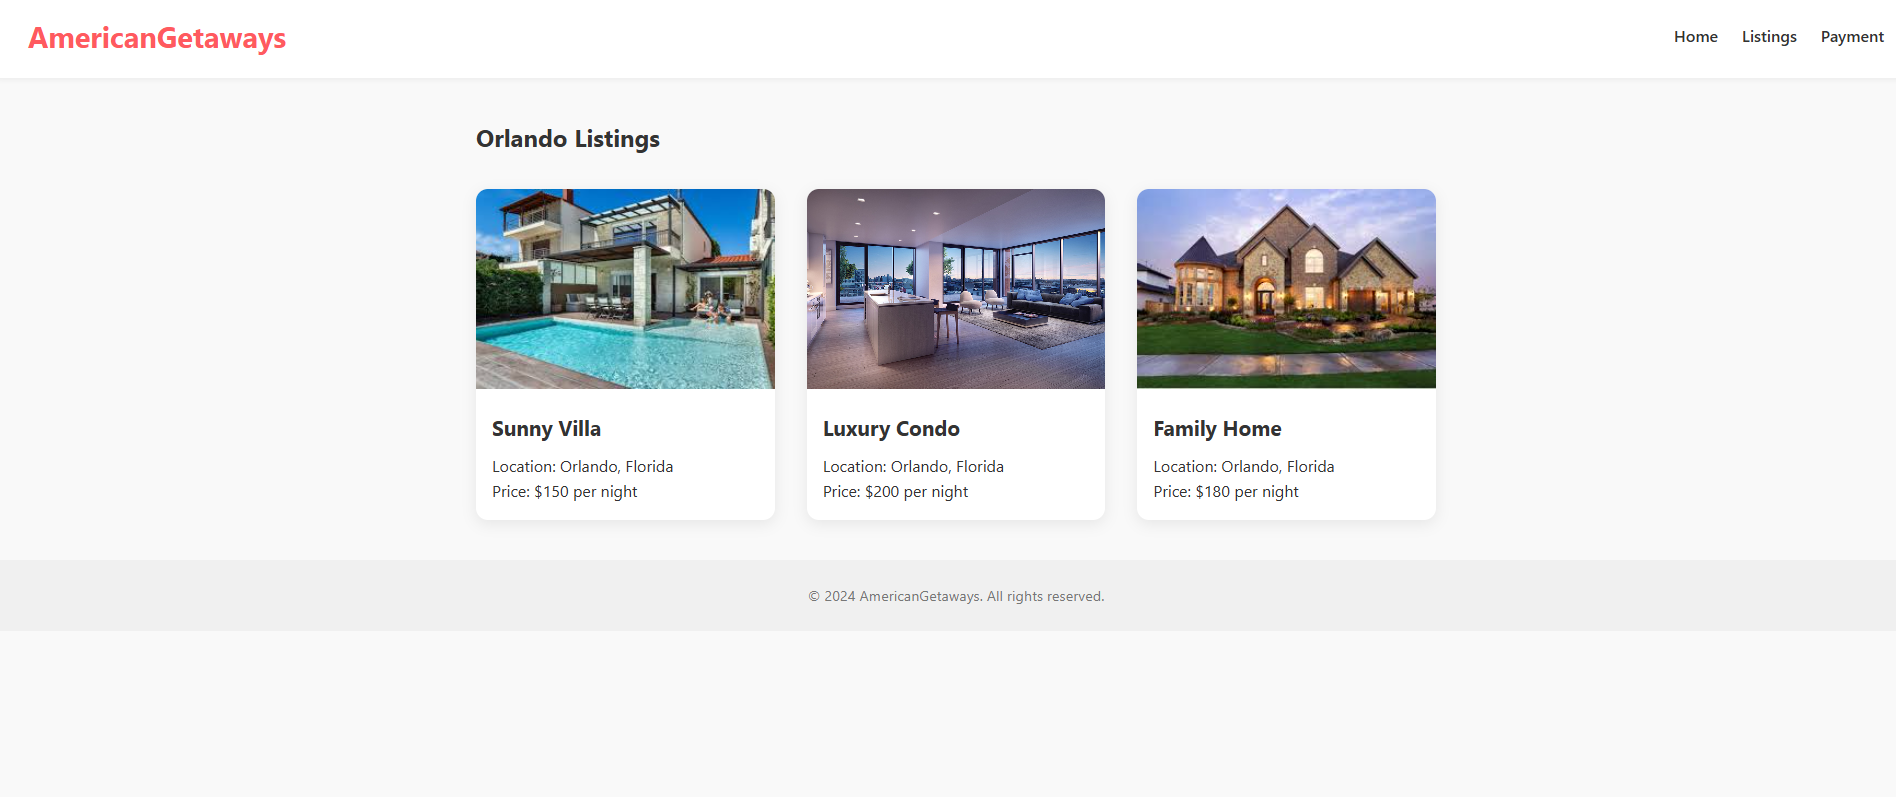 AmericanGetaways
Home Listings Payment
Orlando Listings
Sunny Villa
Location: Orlando, Florida
Price: $150 per night
Luxury Condo
Location: Orlando, Florida
Price: $200 per night
Family Home
Location: Orlando, Florida
Price: $180 per night
© 2024 AmericanGetaways. All rights reserved.